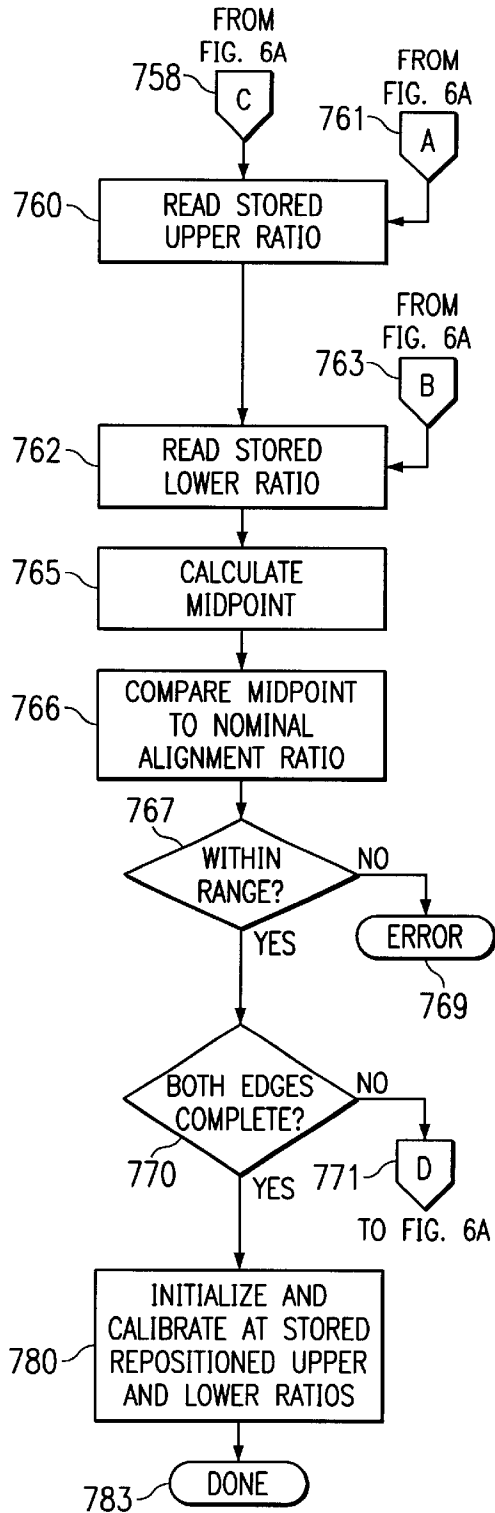 FROM
FIG. 6A
758
C
FROM
FIG. 6A
761
A
760
READ STORED
UPPER RATIO
FROM
FIG. 6A
763
B
762
READ STORED
LOWER RATIO
765
CALCULATE
MIDPOINT
766
COMPARE MIDPOINT
TO NOMINAL
ALIGNMENT RATIO
767
WITHIN
RANGE?
NO
YES
ERROR
769
BOTH EDGES
COMPLETE?
NO
770
YES
771
D
TO FIG. 6A
780
INITIALIZE AND
CALIBRATE AT STORED
REPOSITIONED UPPER
AND LOWER RATIOS
783
DONE